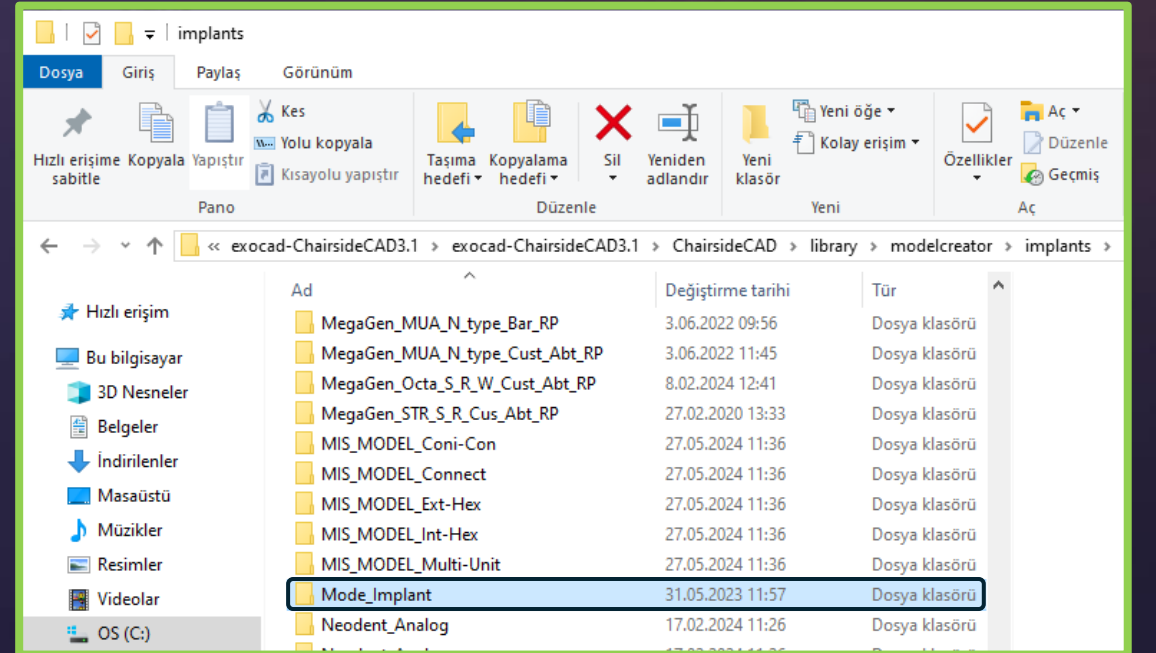 implants
Dosya Giriş Paylaş Görünüm
Hızlı erişime sabitle
Kopyala
Yapıştır
Kes
Yolu kopyala
Kısayolu yapıştır
Taşıma hedefi
Kopyalama hedefi
Sil
Yeniden adlandır
Yeni klasör
Yeni öğe
Kolay erişim
Özellikler
Aç
Düzenle
Geçmiş
Pano Düzenle Yeni Aç
« exocad-ChairsideCAD3.1 > exocad-ChairsideCAD3.1 > ChairsideCAD > library > modelcreator > implants >
Ad Değiştirme tarihi Tür
Hızlı erişim
Bu bilgisayar
3D Nesneler
Belgeler
İndirilenler
Masaüstü
Müzikler
Resimler
Videolar
OS (C:)
MegaGen_MUA_N_type_Bar_RP 3.06.2022 09:56 Dosya klasörü
MegaGen_MUA_N_type_Cust_Abt_RP 3.06.2022 11:45 Dosya klasörü
MegaGen_Octa_S_R_W_Cust_Abt_RP 8.02.2024 12:41 Dosya klasörü
MegaGen_STR_S_R_Cus_Abt_RP 27.02.2020 13:33 Dosya klasörü
MIS_MODEL_Coni-Con 27.05.2024 11:36 Dosya klasörü
MIS_MODEL_Connect 27.05.2024 11:36 Dosya klasörü
MIS_MODEL_Ext-Hex 27.05.2024 11:36 Dosya klasörü
MIS_MODEL_Int-Hex 27.05.2024 11:36 Dosya klasörü
MIS_MODEL_Multi-Unit 27.05.2024 11:36 Dosya klasörü
Mode_Implant 31.05.2023 11:57 Dosya klasörü
Neodent_Analog 17.02.2024 11:26 Dosya klasörü